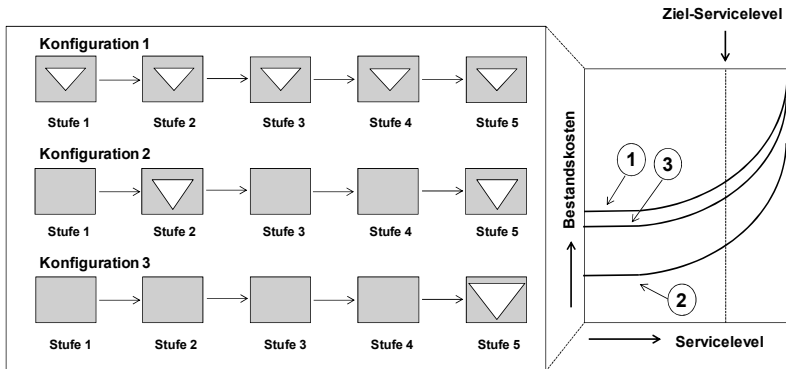 Konfiguration 1
Stufe 1 Stufe 2 Stufe 3 Stufe 4 Stufe 5
Konfiguration 2
Stufe 1 Stufe 2 Stufe 3 Stufe 4 Stufe 5
Konfiguration 3
Stufe 1 Stufe 2 Stufe 3 Stufe 4 Stufe 5
Ziel-Servicelevel
Bestandskosten
1
3
2
Servicelevel